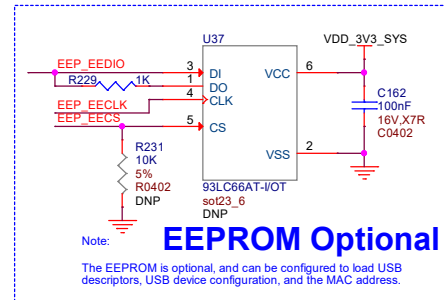 U37
VDD_3V3_SYS
EEP_EEDIO
3
DI
VCC
6
R229
1K
1
DO
4
CLK
EEP_EECLK
EEP_EECS
5
CS
C162
100nF
16V,X7R
C0402
R231
10K
5%
R0402
DNP
VSS
2
93LC66AT-I/OT
sot23_6
DNP
Note:
EEPROM Optional
The EEPROM is optional, and can be configured to load USB
descriptors, USB device configuration, and the MAC address.